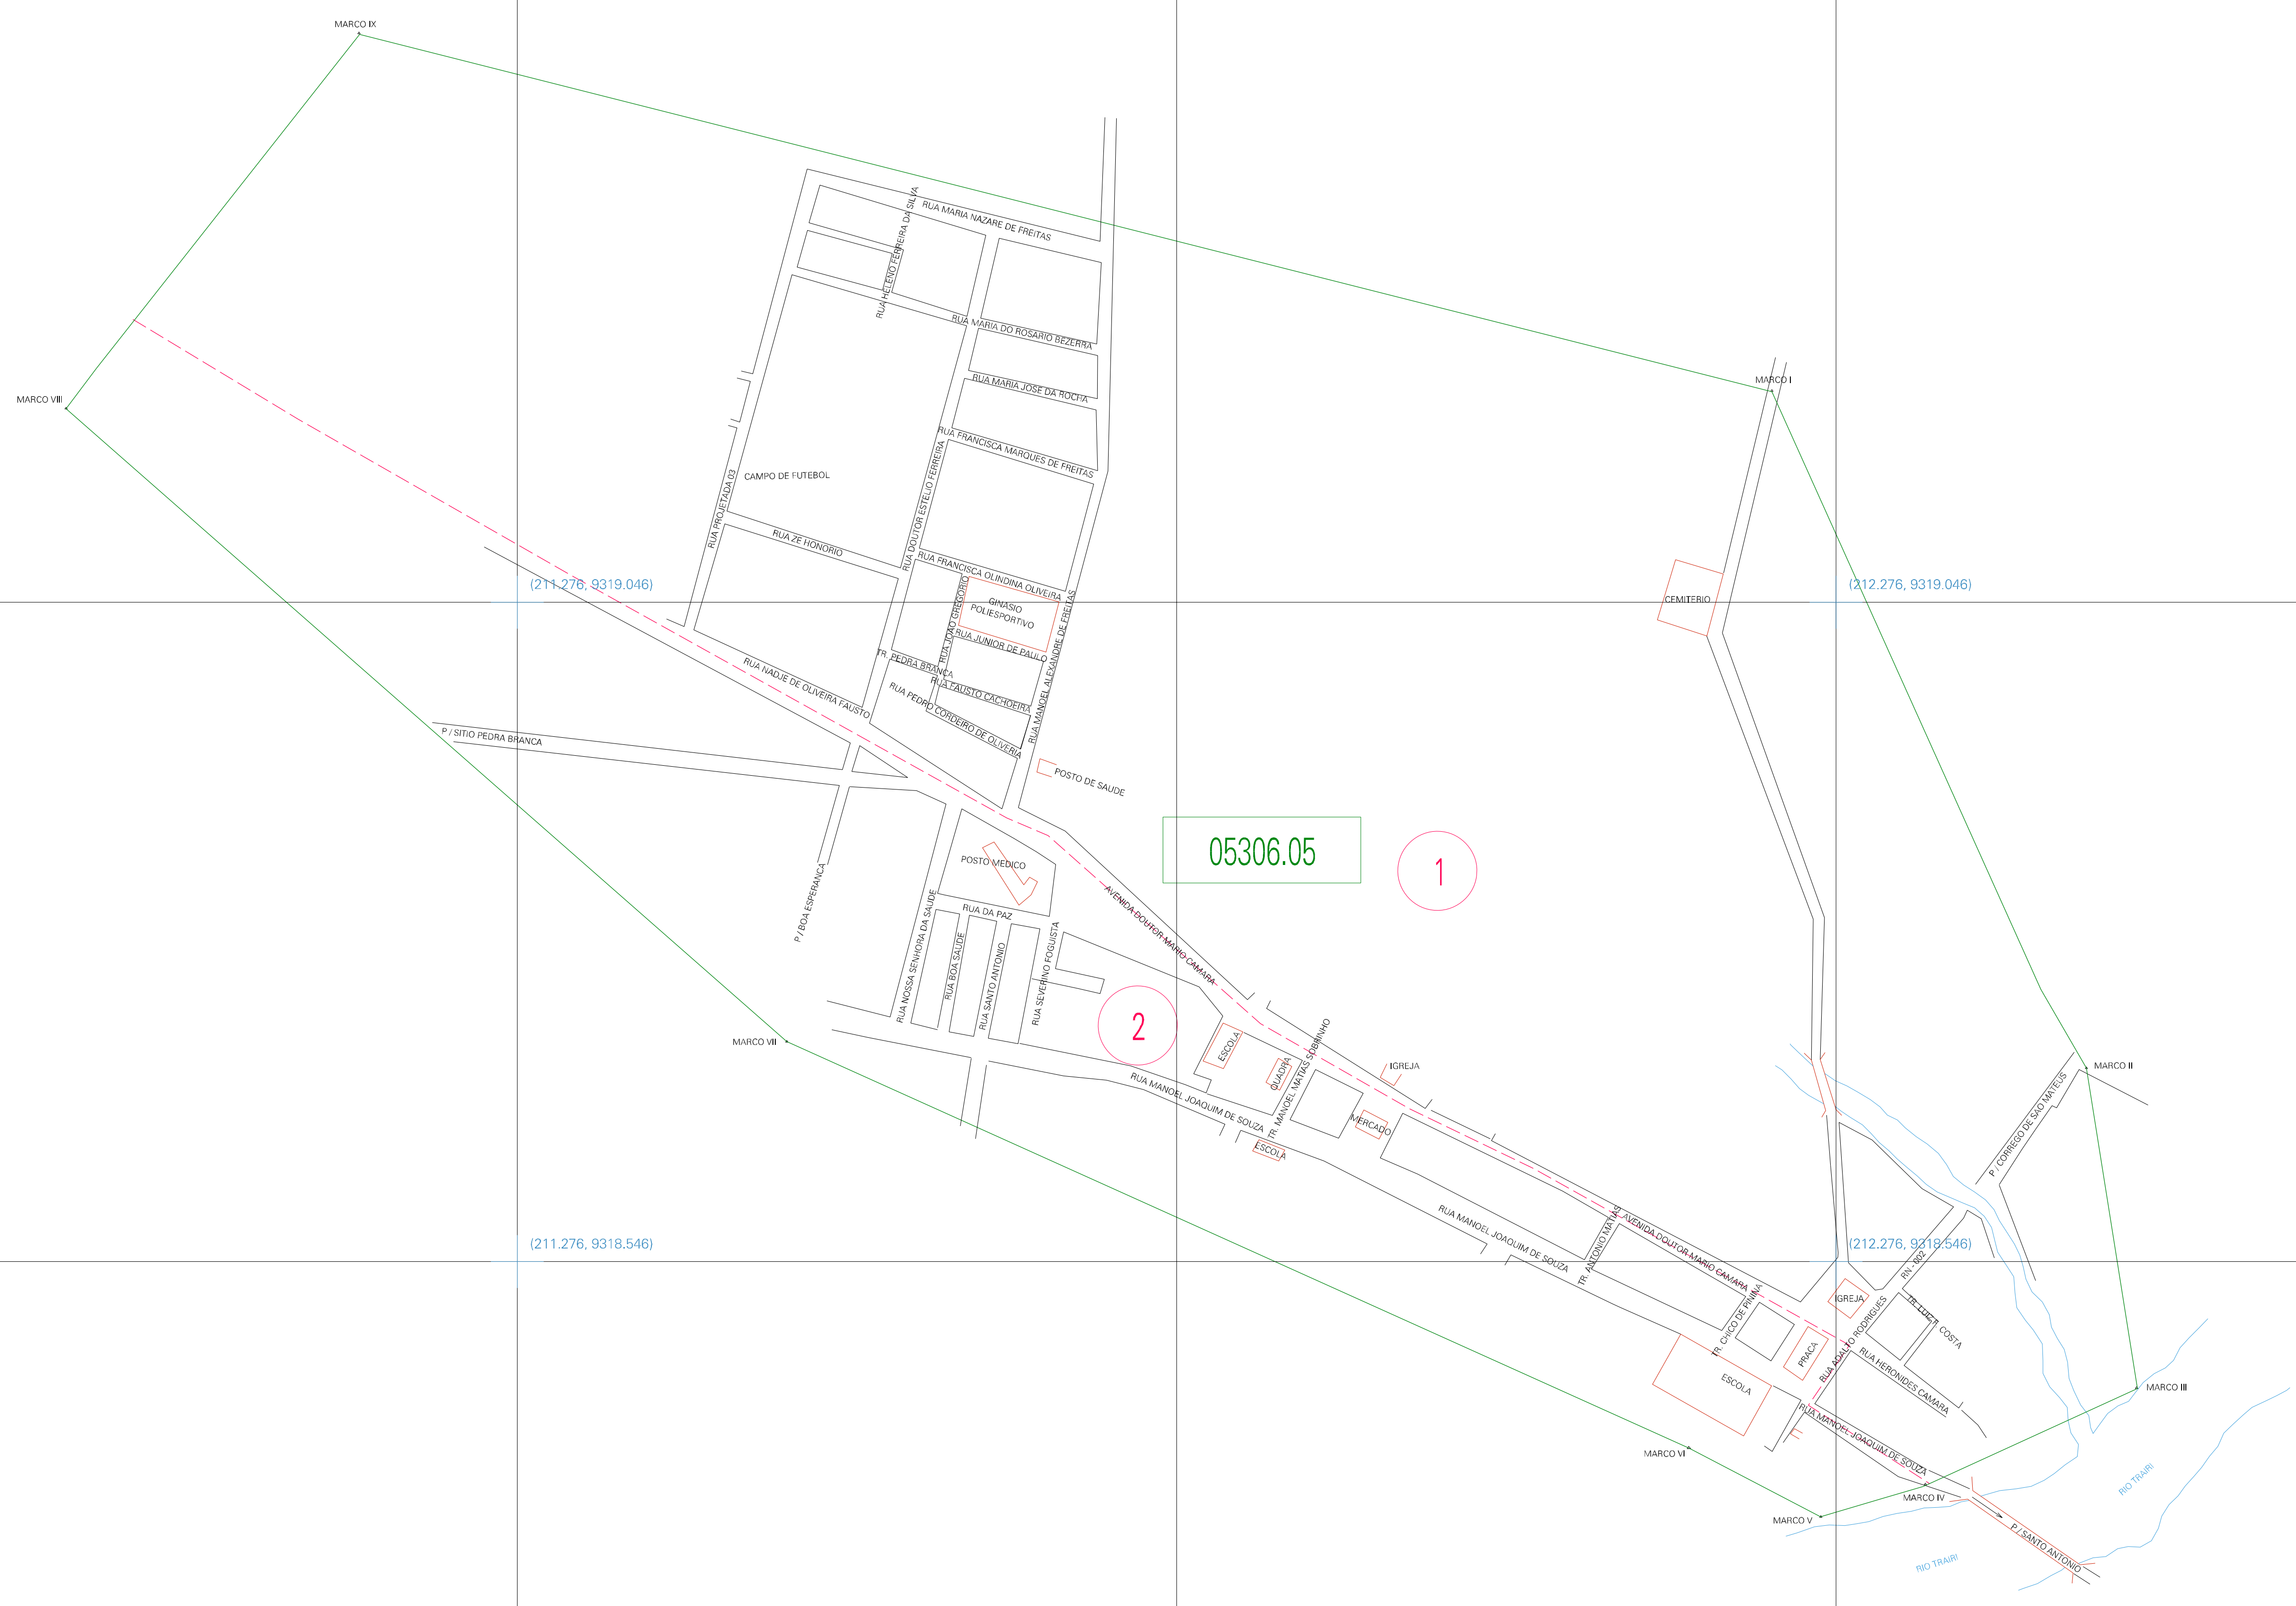 MARCO IX
RUA HELENO FERREIRA DA SILVA
RUA MARIA NAZARE DE FREITAS
RUA MARIA DO ROSARIO BEZERRA
MARCO I
RUA MARIA JOSE DA ROCHA
MARCO VIII
RUA FRANCISCA MARQUES DE FREITAS
RUA PROJETADA 03
CAMPO DE FUTEBOL
RUA DOUTOR ESTELIO FERREIRA
RUA ZE HONORIO
RUA FRANCISCA OLINDINA OLIVEIRA
(211.276, 9319.046)
(212.276, 9319.046)
RUA JOAO GREGORIO
GINASIO
POLIESPORTIVO
CEMITERIO
RUA JUNIOR DE PAULO
RUA MANOEL ALEXANDRE DE FREITAS
TR. PEDRA BRANCA
RUA FAUSTO CACHOEIRA
RUA NADJE DE OLIVEIRA FAUSTO
RUA PEDRO CORDEIRO DE OLIVERIA
P / SITIO PEDRA BRANCA
POSTO DE SAUDE
05306.05
1
POSTO MEDICO
P / BOA ESPERANCA
AVENIDA DOUTOR MARIO CAMARA
RUA DA PAZ
RUA NOSSA SENHORA DA SAUDE
RUA BOA SAUDE
RUA SANTO ANTONIO
RUA SEVERINO FOGUISTA
2
MARCO VII
ESCOLA
QUADRA
TR. MANOEL MATIAS SOBRINHO
IGREJA
MARCO II
RUA MANOEL JOAQUIM DE SOUZA
MERCADO
ESCOLA
P / CORREGO DE SAO MATEUS
RUA MANOEL JOAQUIM DE SOUZA
TR. ANTONIO MATIAS
AVENIDA DOUTOR MARIO CAMARA
(211.276, 9318.546)
(212.276, 9318.546)
RN - 002
TR. CHICO DE PININA
IGREJA
TR. LUIZ F. COSTA
RUA ADALTO RODRIGUES
PRACA
RUA HERONIDES CAMARA
ESCOLA
MARCO III
RUA MANOEL JOAQUIM DE SOUZA
MARCO VI
RIO TRAIRI
MARCO IV
MARCO V
P / SANTO ANTONIO
RIO TRAIRI